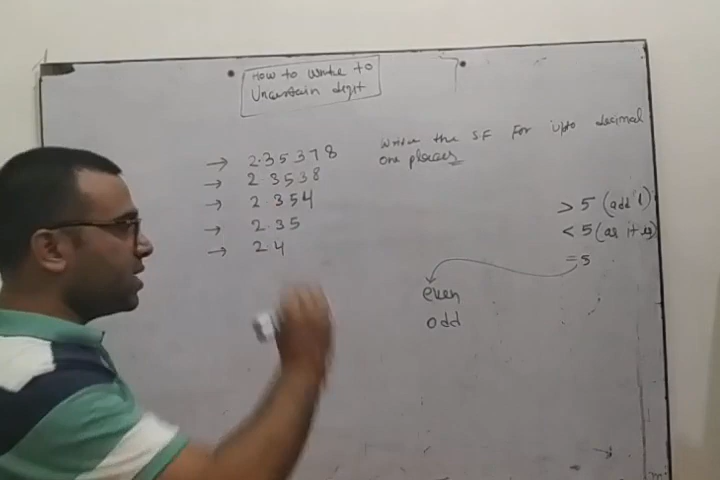 How to write to
Uncertain digit
Write the SF For upto decimal
one places
→ 2.35378
→ 2.3538
→ 2.354
→ 2.35
→ 2.4
> 5 (add 1)
< 5 (as it is)
= 5
even
odd